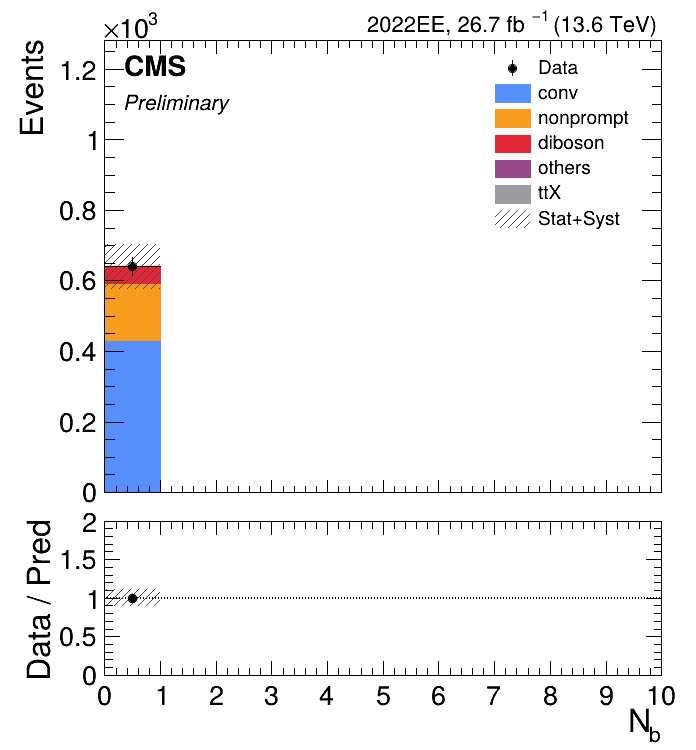 ×10³
2022EE, 26.7 fb ⁻¹ (13.6 TeV)
CMS
Preliminary
Events
1.2
1
0.8
0.6
0.4
0.2
0
Data
conv
nonprompt
diboson
others
ttX
Stat+Syst
Data / Pred
2
1.5
1
0.5
0
0 1 2 3 4 5 6 7 8 9 10
N_b